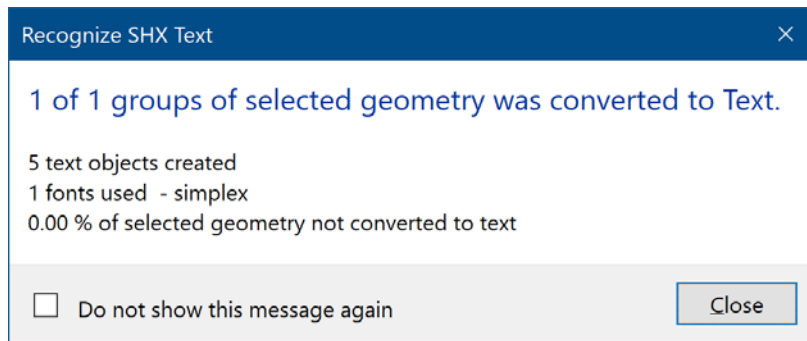 Recognize SHX Text
1 of 1 groups of selected geometry was converted to Text.
5 text objects created
1 fonts used  - simplex
0.00 % of selected geometry not converted to text
Do not show this message again
Close